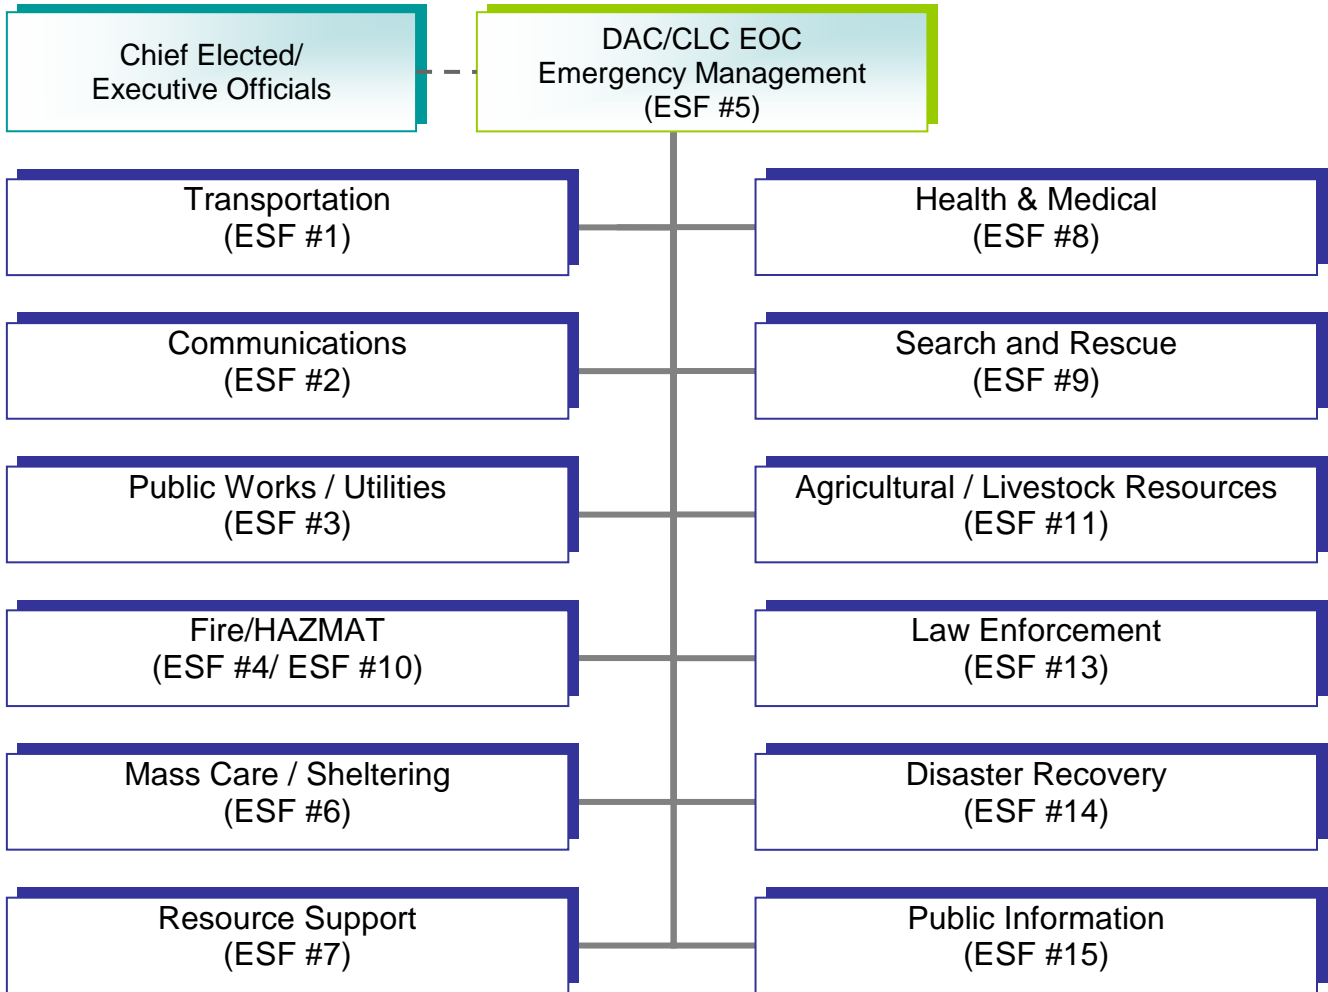 Chief Elected/
Executive Officials
DAC/CLC EOC
Emergency Management
(ESF #5)
Transportation
(ESF #1)
Health & Medical
(ESF #8)
Communications
(ESF #2)
Search and Rescue
(ESF #9)
Public Works / Utilities
(ESF #3)
Agricultural / Livestock Resources
(ESF #11)
Fire/HAZMAT
(ESF #4/ ESF #10)
Law Enforcement
(ESF #13)
Mass Care / Sheltering
(ESF #6)
Disaster Recovery
(ESF #14)
Resource Support
(ESF #7)
Public Information
(ESF #15)